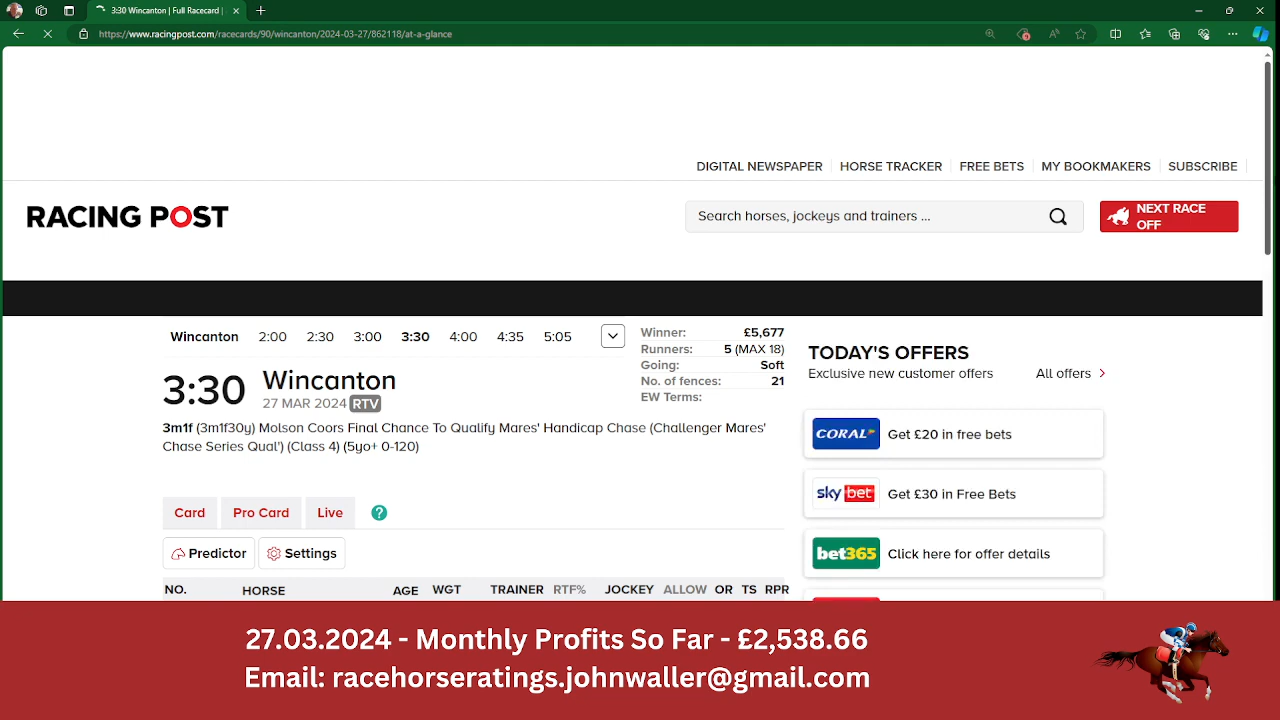 3:30 Wincanton | Full Racecard |
https://www.racingpost.com/racecards/90/wincanton/2024-03-27/862118/at-a-glance
DIGITAL NEWSPAPER HORSE TRACKER FREE BETS MY BOOKMAKERS SUBSCRIBE
RACING POST
Search horses, jockeys and trainers ...
NEXT RACE
OFF
Wincanton 2:00 2:30 3:00 3:30 4:00 4:35 5:05
Winner: £5,677
Runners: 5 (MAX 18)
Going: Soft
No. of fences: 21
EW Terms:
3:30 Wincanton
27 MAR 2024 RTV
3m1f (3m1f30y) Molson Coors Final Chance To Qualify Mares' Handicap Chase (Challenger Mares'
Chase Series Qual') (Class 4) (5yo+ 0-120)
TODAY'S OFFERS
Exclusive new customer offers All offers
CORAL Get £20 in free bets
sky bet Get £30 in Free Bets
bet365 Click here for offer details
Card Pro Card Live ?
Predictor Settings
NO. HORSE AGE WGT TRAINER RTF% JOCKEY ALLOW OR TS RPR
27.03.2024 - Monthly Profits So Far - £2,538.66
Email: racehorseratings.johnwaller@gmail.com